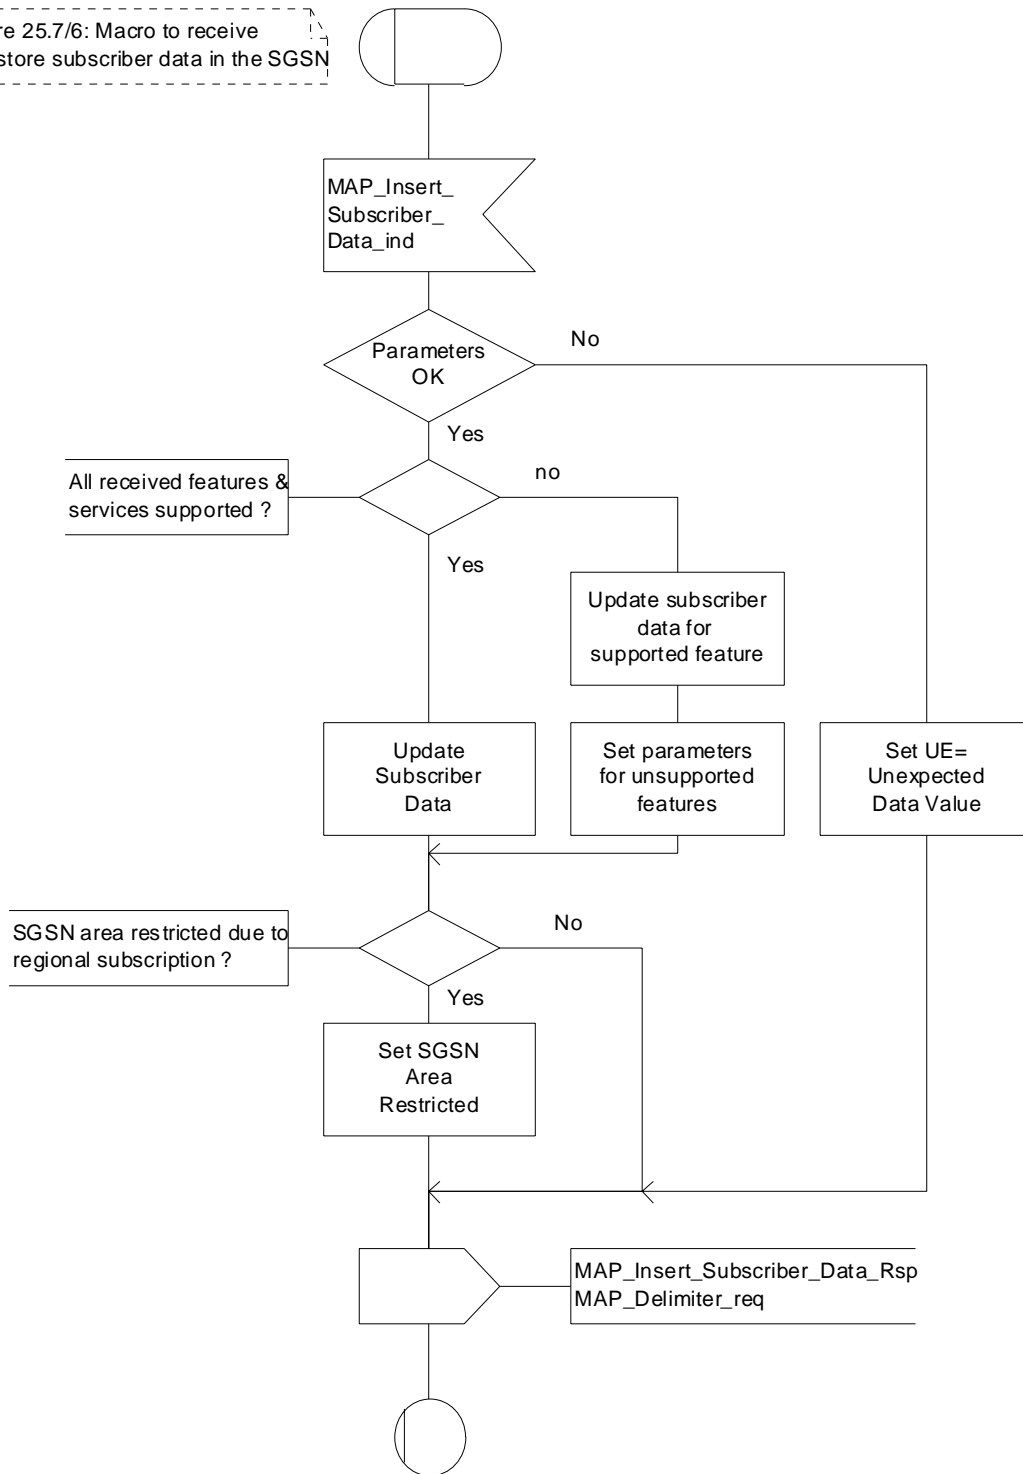 re 25.7/6: Macro to receive
store subscriber data in the SGSN
MAP_Insert_
Subscriber_
Data_ind
Parameters
OK
No
Yes
All received features &
services supported ?
no
Yes
Update subscriber
data for
supported feature
Update
Subscriber
Data
Set parameters
for unsupported
features
Set UE=
Unexpected
Data Value
SGSN area restricted due to
regional subscription ?
No
Yes
Set SGSN
Area
Restricted
MAP_Insert_Subscriber_Data_Rsp
MAP_Delimiter_req